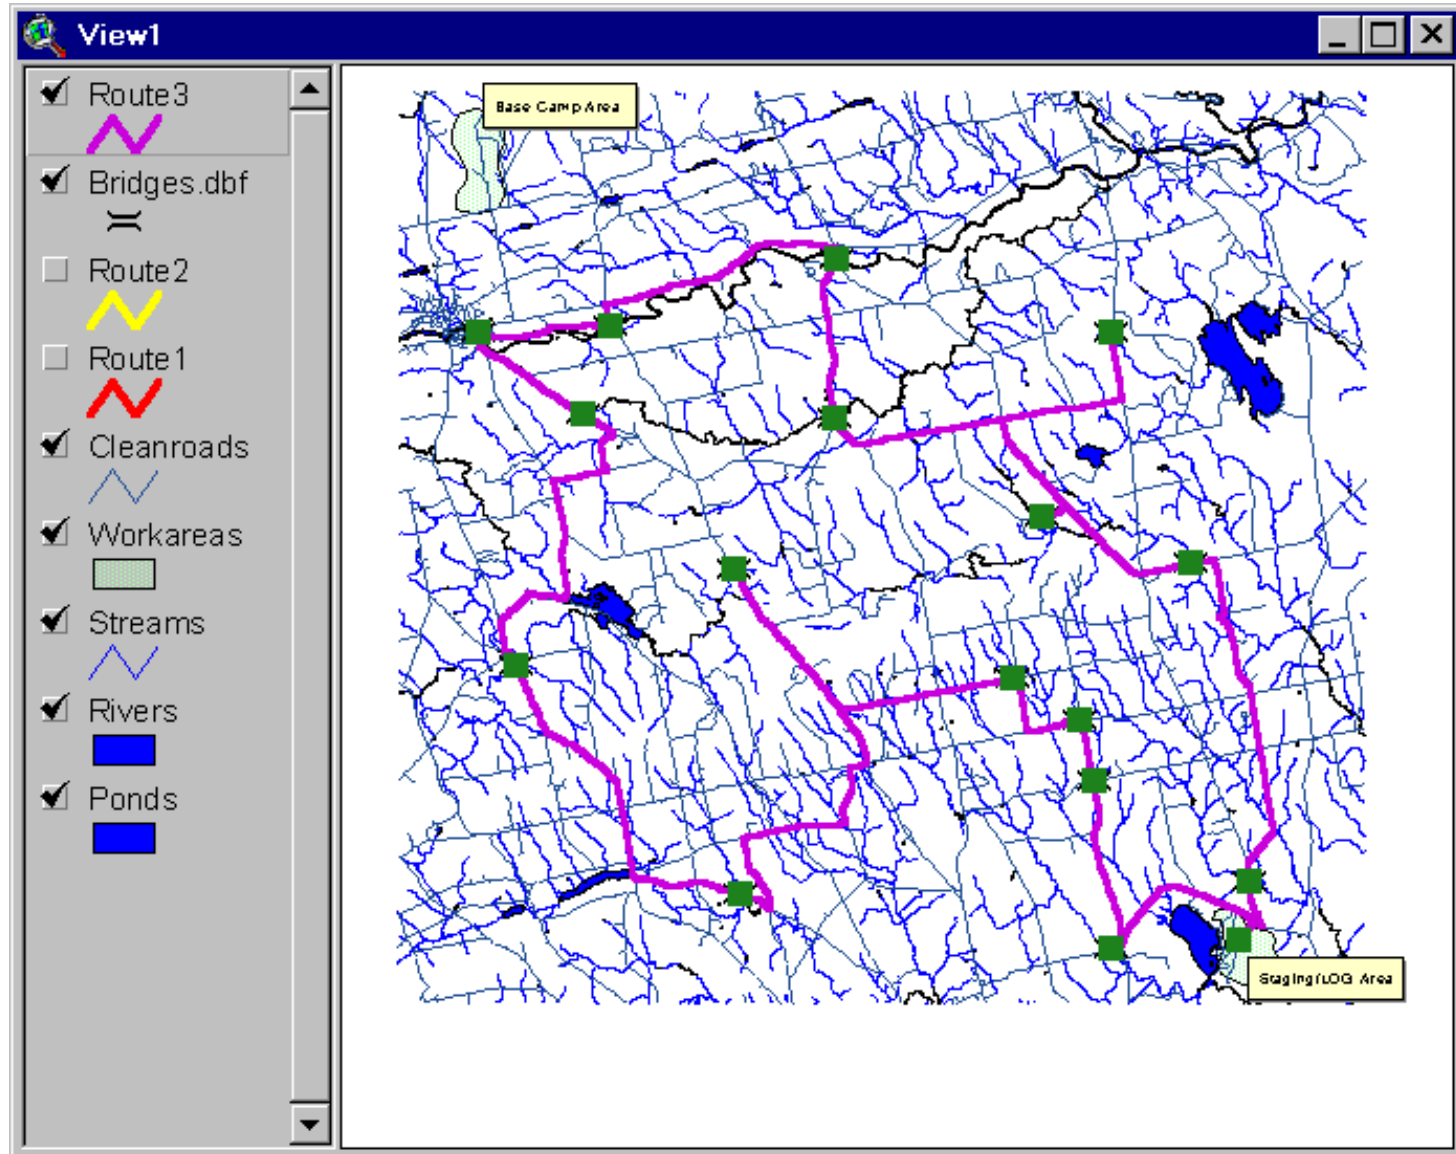 View1
Route3
Bridges.dbf
Route2
Route1
Cleanroads
Workareas
Streams
Rivers
Ponds
Base Camp Area
Staging/LOG Area